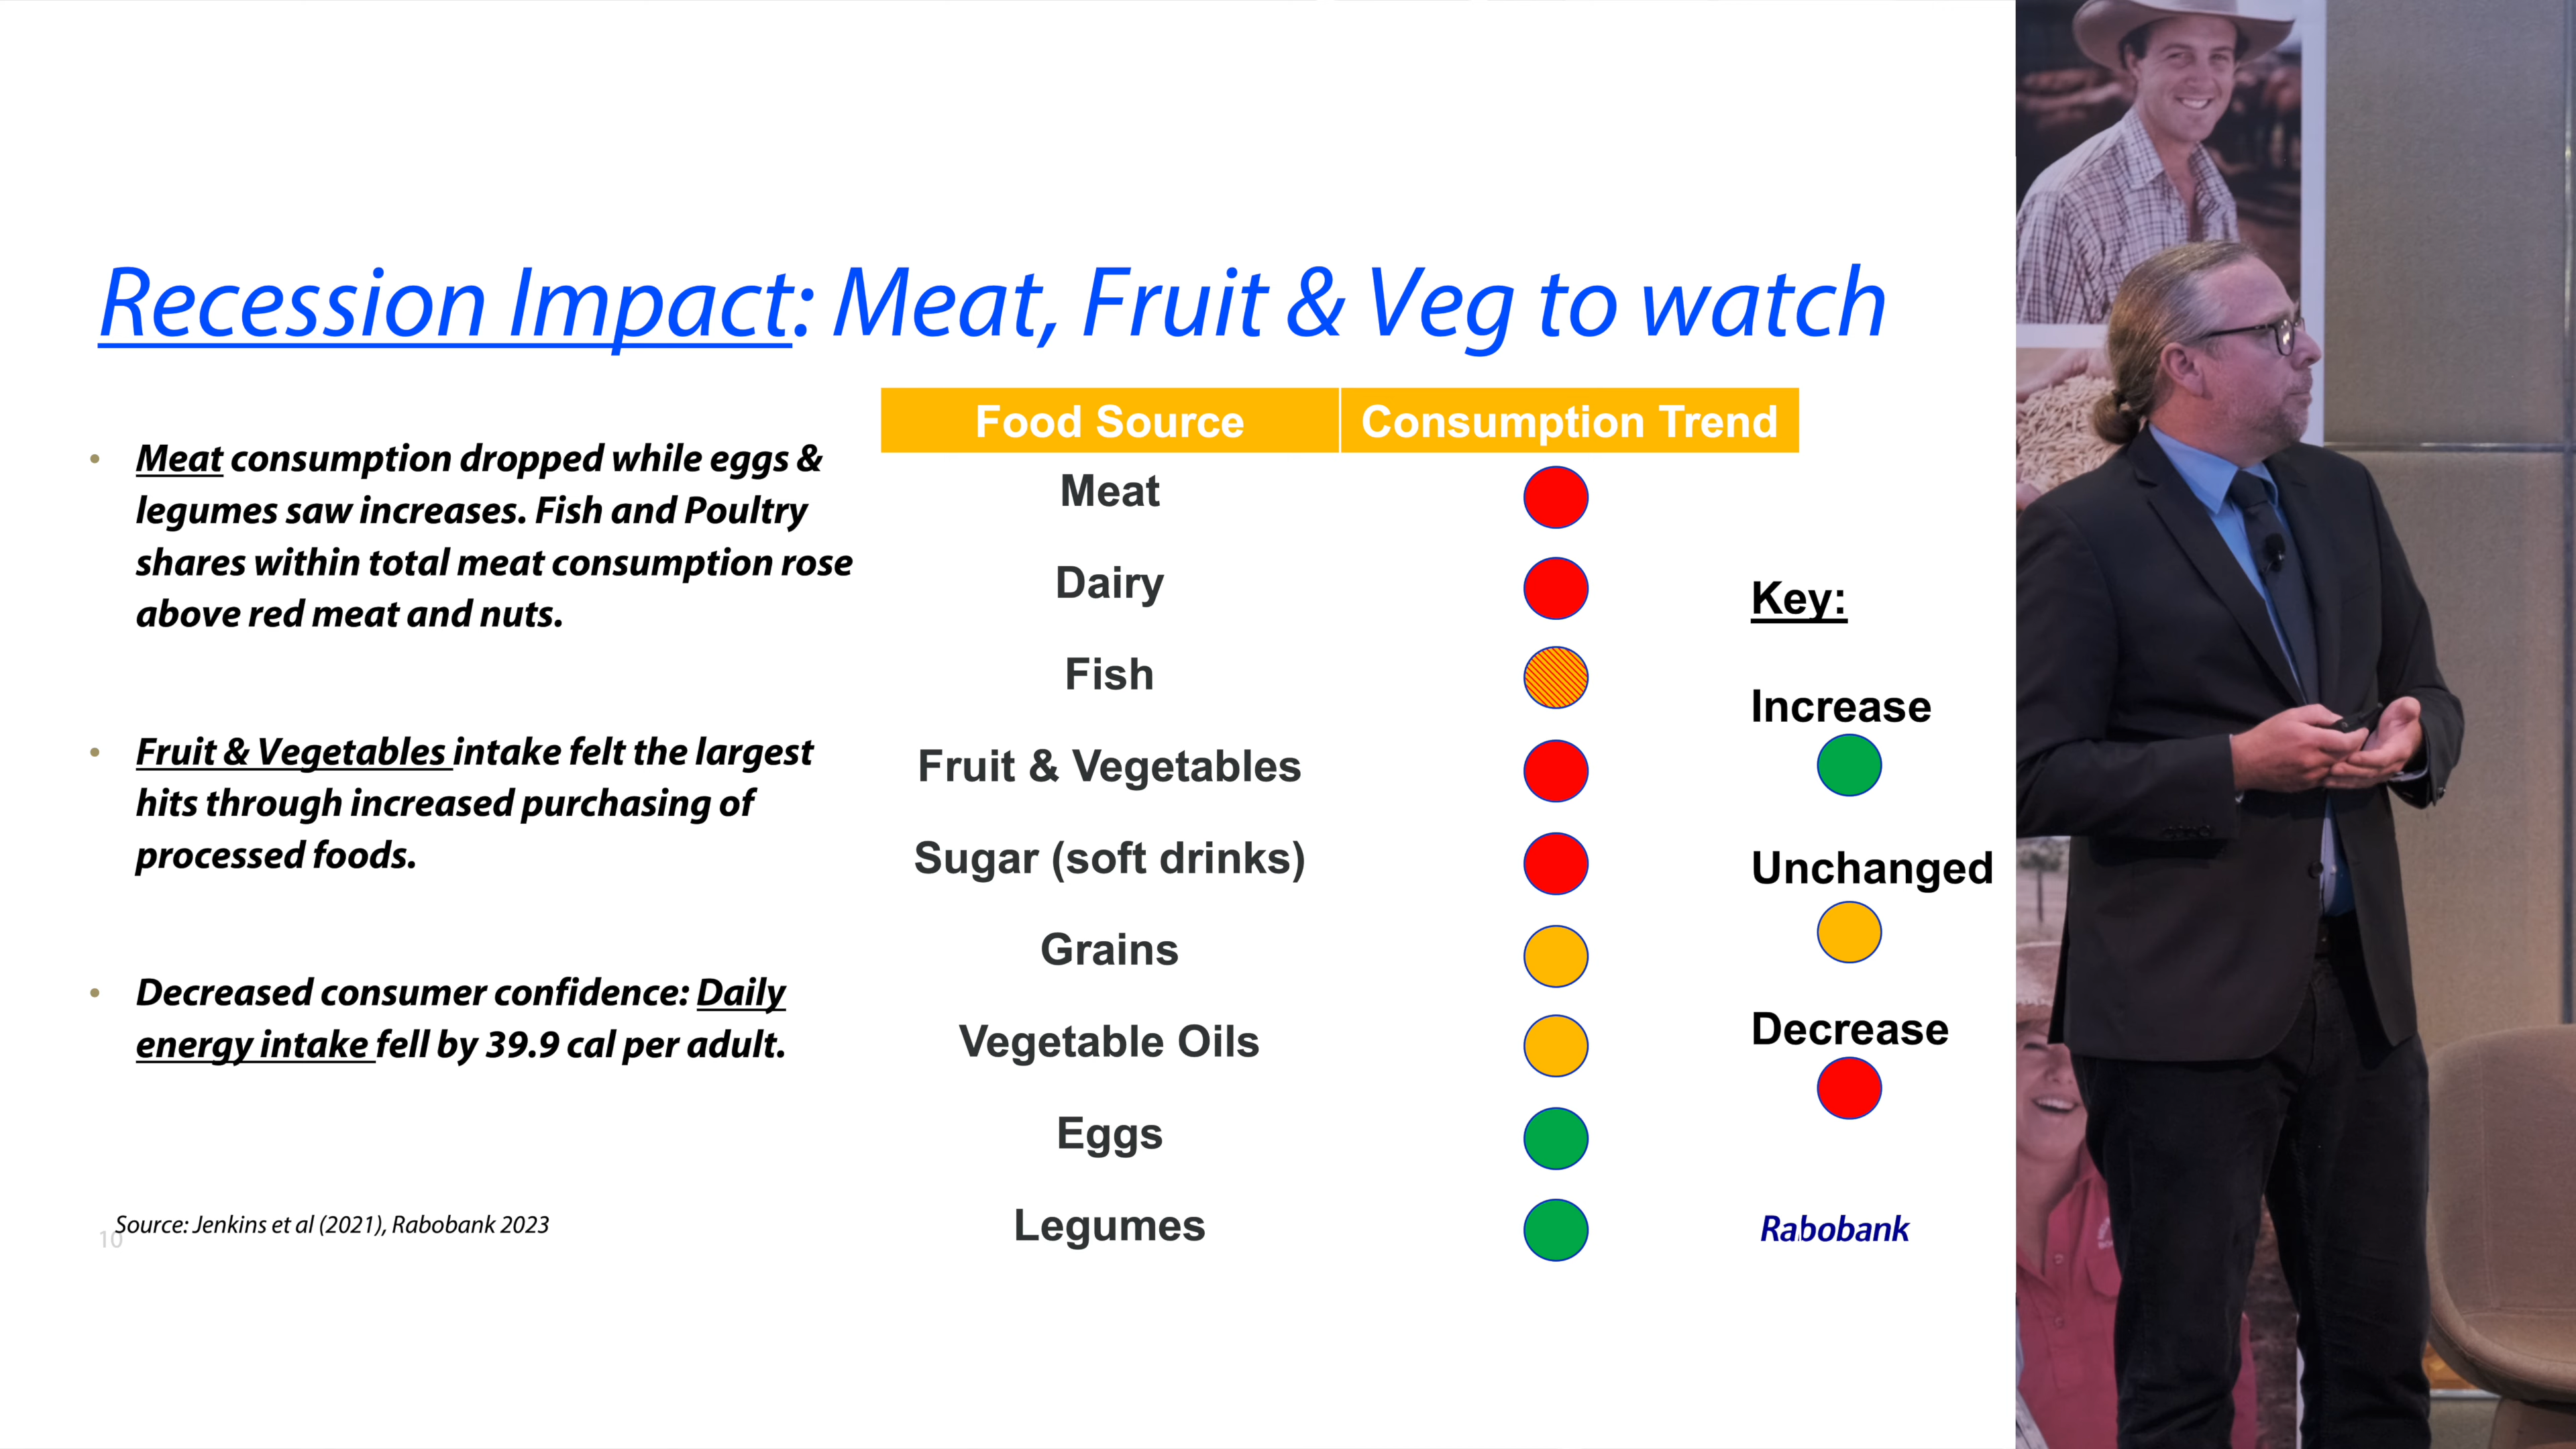 Recession Impact: Meat, Fruit & Veg to watch
• Meat consumption dropped while eggs &
legumes saw increases. Fish and Poultry
shares within total meat consumption rose
above red meat and nuts.
• Fruit & Vegetables intake felt the largest
hits through increased purchasing of
processed foods.
• Decreased consumer confidence: Daily
energy intake fell by 39.9 cal per adult.
Food Source Consumption Trend
Meat
Dairy
Fish
Fruit & Vegetables
Sugar (soft drinks)
Grains
Vegetable Oils
Eggs
Legumes
Key:
Increase
Unchanged
Decrease
Source: Jenkins et al (2021), Rabobank 2023
10
Rabobank